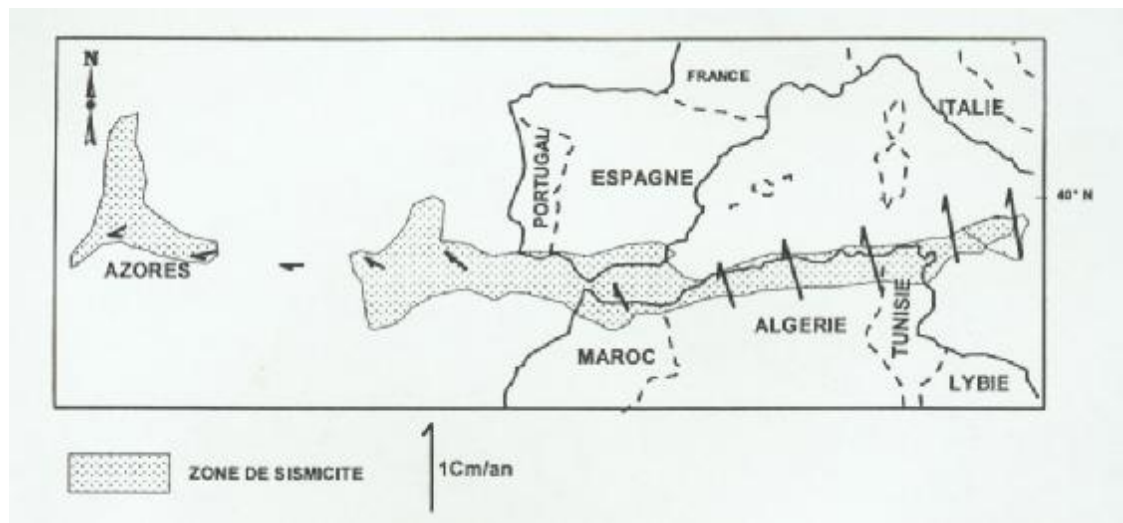 N
FRANCE
ITALIE
PORTUGAL
ESPAGNE
40° N
AZORES
MAROC
ALGERIE
TUNISIE
LYBIE
ZONE DE SISMICITE
1Cm/an